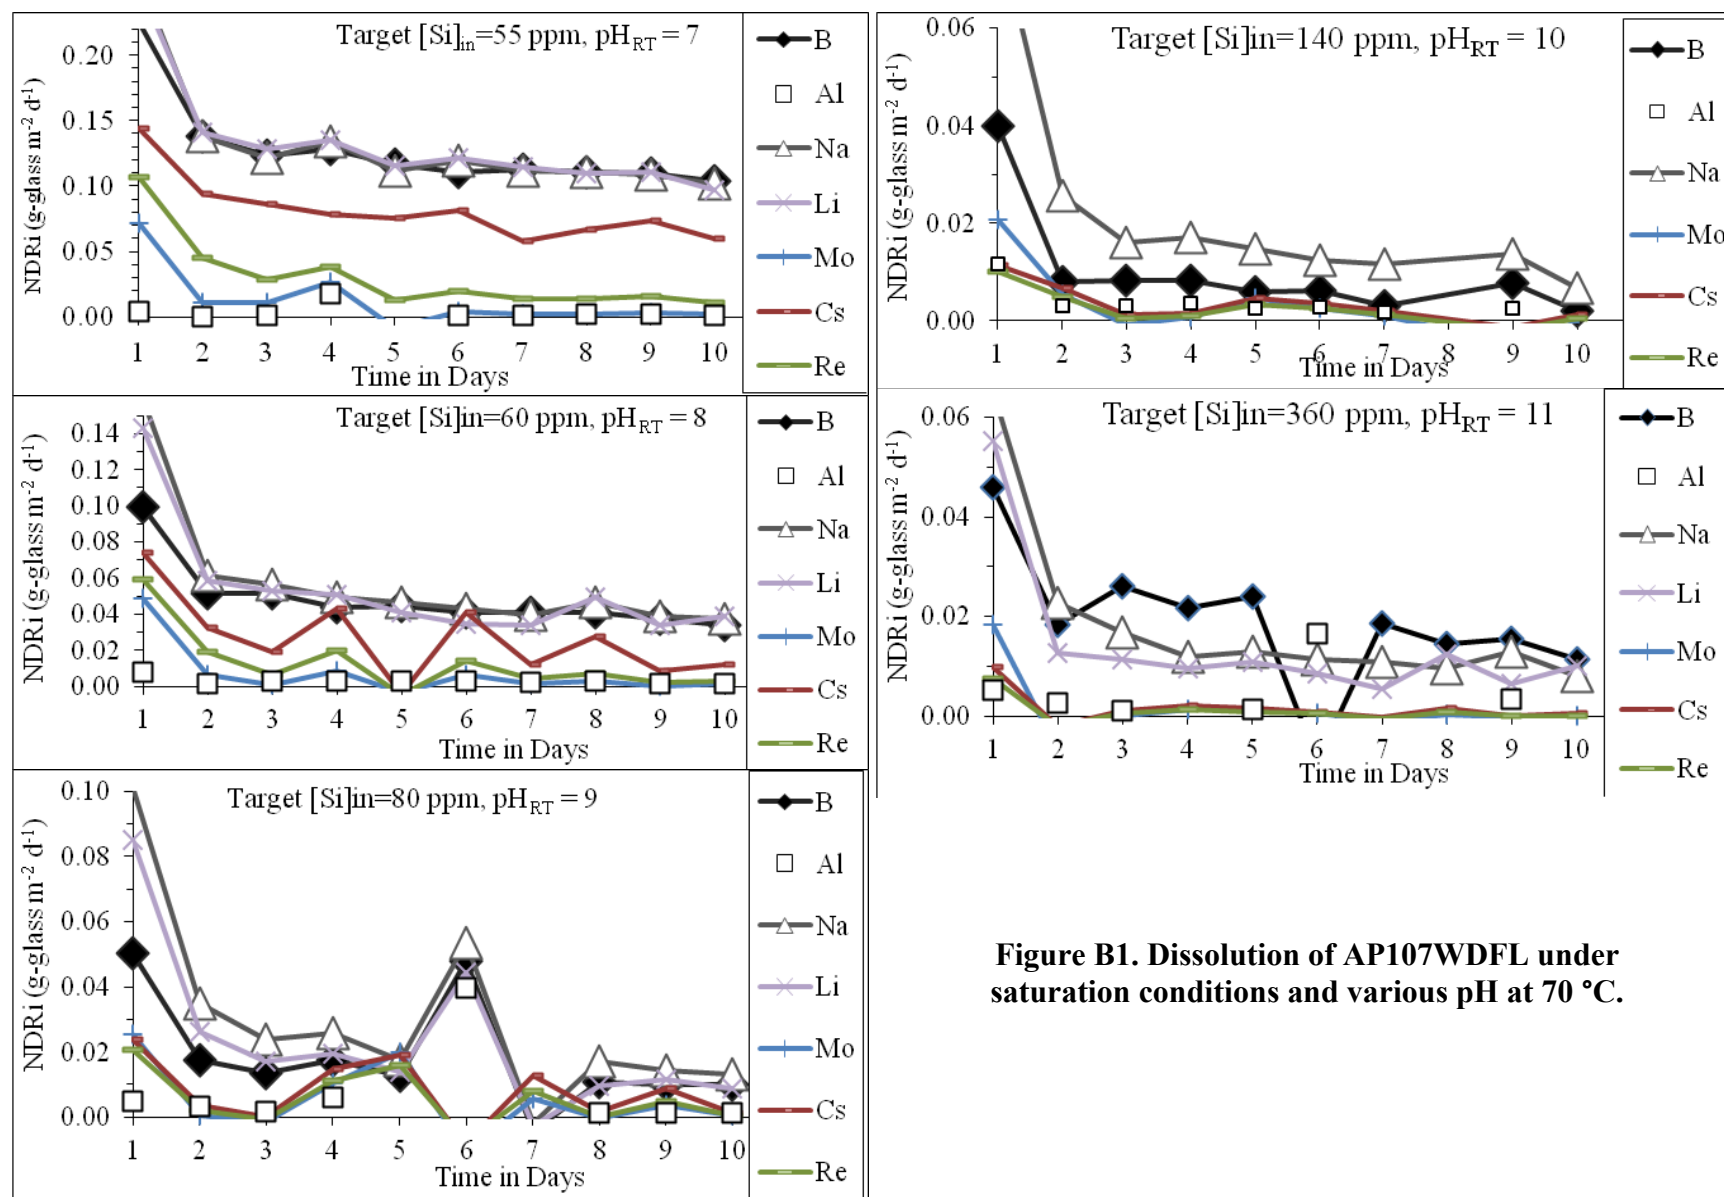 Target [Si]in=55 ppm, pHRT = 7
NDRi (g-glass m-2 d-1)
0.20
0.15
0.10
0.05
0.00
1 2 3 4 5 6 7 8 9 10
Time in Days
B
Al
Na
Li
Mo
Cs
Re
Target [Si]in=60 ppm, pHRT = 8
NDRi (g-glass m-2 d-1)
0.14
0.12
0.10
0.08
0.06
0.04
0.02
0.00
1 2 3 4 5 6 7 8 9 10
Time in Days
B
Al
Na
Li
Mo
Cs
Re
Target [Si]in=80 ppm, pHRT = 9
NDRi (g-glass m-2 d-1)
0.10
0.08
0.06
0.04
0.02
0.00
1 2 3 4 5 6 7 8 9 10
Time in Days
B
Al
Na
Li
Mo
Cs
Re
Target [Si]in=140 ppm, pHRT = 10
NDRi (g-glass m-2 d-1)
0.06
0.04
0.02
0.00
1 2 3 4 5 6 7 8 9 10
Time in Days
B
Al
Na
Mo
Cs
Re
Target [Si]in=360 ppm, pHRT = 11
NDRi (g-glass m-2 d-1)
0.06
0.04
0.02
0.00
1 2 3 4 5 6 7 8 9 10
Time in Days
B
Al
Na
Li
Mo
Cs
Re
Figure B1. Dissolution of AP107WDFL under
saturation conditions and various pH at 70 °C.